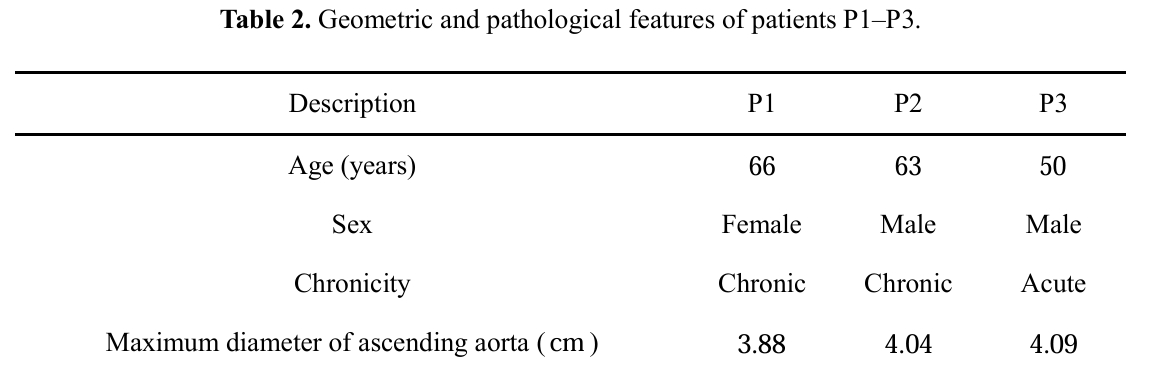 Table 2. Geometric and pathological features of patients P1–P3.
Description P1 P2 P3
Age (years) 66 63 50
Sex Female Male Male
Chronicity Chronic Chronic Acute
Maximum diameter of ascending aorta ( cm ) 3.88 4.04 4.09